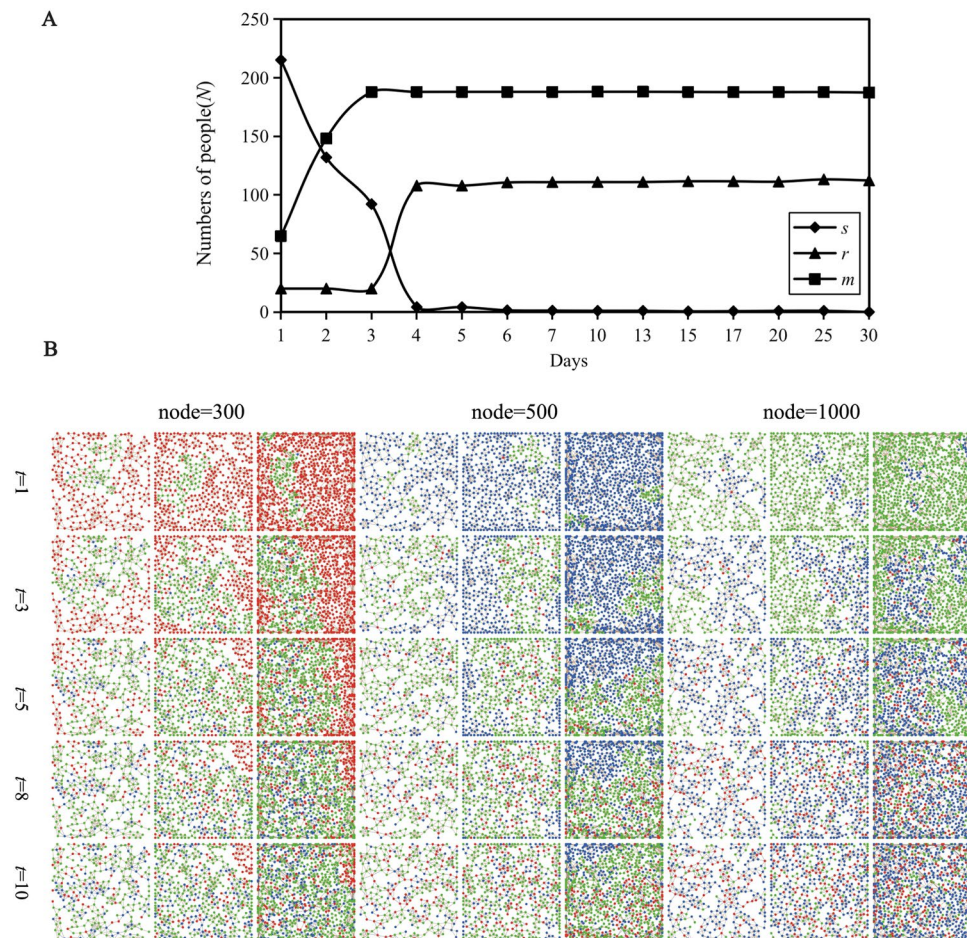 A
250
200
150
100
50
0
Numbers of people(N)
1 2 3 4 5 6 7 10 13 15 17 20 25 30
Days
s
r
m
B
node=300 node=500 node=1000
t=1
t=3
t=5
t=8
t=10